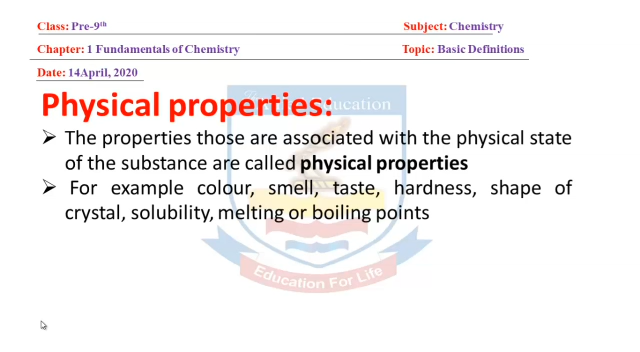 Class: Pre-9th Subject: Chemistry
Chapter: 1 Fundamentals of Chemistry Topic: Basic Definitions
Date: 14April, 2020
Physical properties:
Education
➢ The properties those are associated with the physical state
of the substance are called physical properties
➢ For example colour, smell, taste, hardness, shape of
crystal, solubility, melting or boiling points
Education For Life